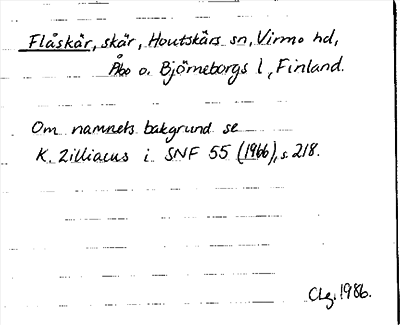 Flåskär, skär, Houtskärs sn, Virmo hd,
Åbo o. Björneborgs l, Finland.
Om namnets bakgrund se
K. Zilliacus i SNF 55 (1966), s. 218.
Clg. 1986.